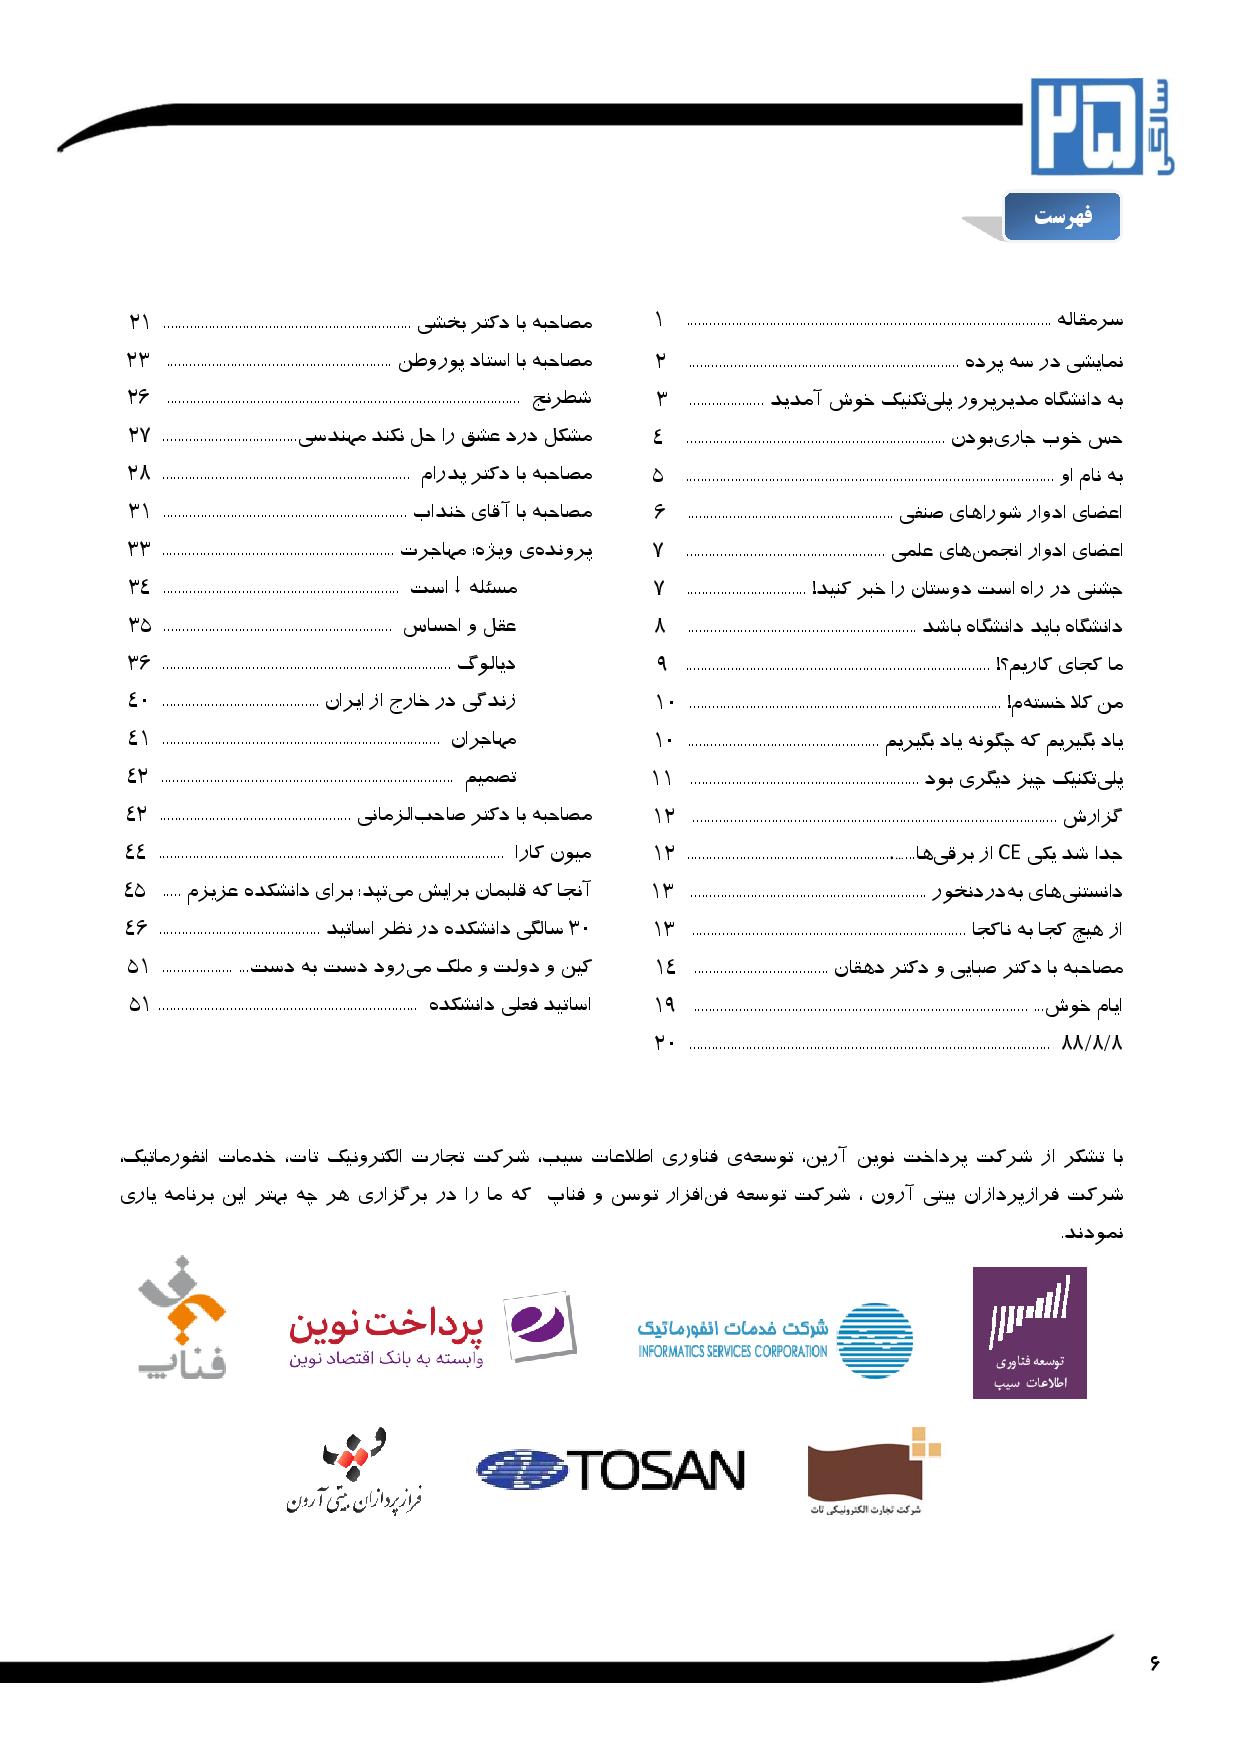 ۲۵ سالگی
فهرست
سرمقاله ........ ۱
نمایشی در سه پرده ........ ۲
به دانشگاه مدیرپرور پلی‌تکنیک خوش آمدید ........ ۳
حس خوب جاری‌بودن ........ ٤
به نام او ........ ۵
اعضای ادوار شوراهای صنفی ........ ۶
اعضای ادوار انجمن‌های علمی ........ ۷
جشنی در راه است دوستان را خبر کنید! ........ ۷
دانشگاه باید دانشگاه باشد ........ ۸
ما کجای کاریم؟! ........ ۹
من کلا خسته‌م! ........ ۱۰
یاد بگیریم که چگونه یاد بگیریم ........ ۱۰
پلی‌تکنیک چیز دیگری بود ........ ۱۱
گزارش ........ ۱۲
جدا شد یکی CE از برقی‌ها ........ ۱۲
دانستنی‌های به‌دردنخور ........ ۱۳
از هیچ کجا به ناکجا ........ ۱۳
مصاحبه با دکتر صبایی و دکتر دهقان ........ ۱٤
ایام خوش... ........ ۱۹
۸۸/۸/۸ ........ ۲۰
مصاحبه با دکتر بخشی ........ ۲۱
مصاحبه با استاد پوروطن ........ ۲۳
شطرنج ........ ۲۶
مشکل درد عشق را حل نکند مهندسی ........ ۲۷
مصاحبه با دکتر پدرام ........ ۲۸
مصاحبه با آقای خنداب ........ ۳۱
پرونده‌ی ویژه: مهاجرت ........ ۳۳
مسئله ↓ است ........ ۳٤
عقل و احساس ........ ۳۵
دیالوگ ........ ۳۶
زندگی در خارج از ایران ........ ٤۰
مهاجران ........ ٤۱
تصمیم ........ ٤۲
مصاحبه با دکتر صاحب‌الزمانی ........ ٤۲
میون کارا ........ ٤٤
آنجا که قلبمان برایش می‌تپد: برای دانشکده عزیزم ..... ٤۵
۳۰ سالگی دانشکده در نظر اساتید ........ ٤۶
کین و دولت و ملک می‌رود دست به دست... ........ ۵۱
اساتید فعلی دانشکده ........ ۵۱
با تشکر از شرکت پرداخت نوین آرین، توسعه‌ی فناوری اطلاعات سیب، شرکت تجارت الکترونیک تات، خدمات انفورماتیک،
شرکت فرازپردازان بیتی آرون ، شرکت توسعه فن‌افزار توسن و فناپ که ما را در برگزاری هر چه بهتر این برنامه یاری
نمودند.
توسعه فناوری
اطلاعات سیب
شرکت خدمات انفورماتیک
INFORMATICS SERVICES CORPORATION
پرداخت نوین
وابسته به بانک اقتصاد نوین
فناپ
شرکت تجارت الکترونیکی تات
TOSAN
فرازپردازان بیتی آرون
۶